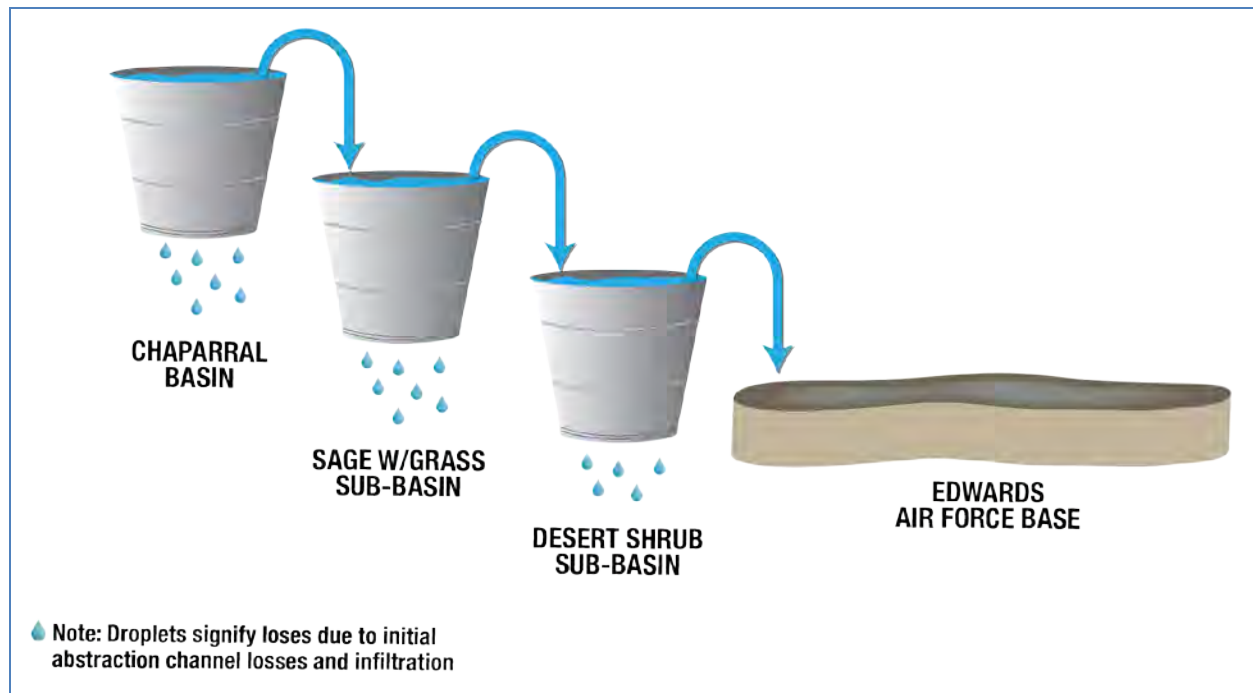 CHAPARRAL
BASIN
SAGE W/GRASS
SUB-BASIN
DESERT SHRUB
SUB-BASIN
EDWARDS
AIR FORCE BASE
Note: Droplets signify loses due to initial
abstraction channel losses and infiltration